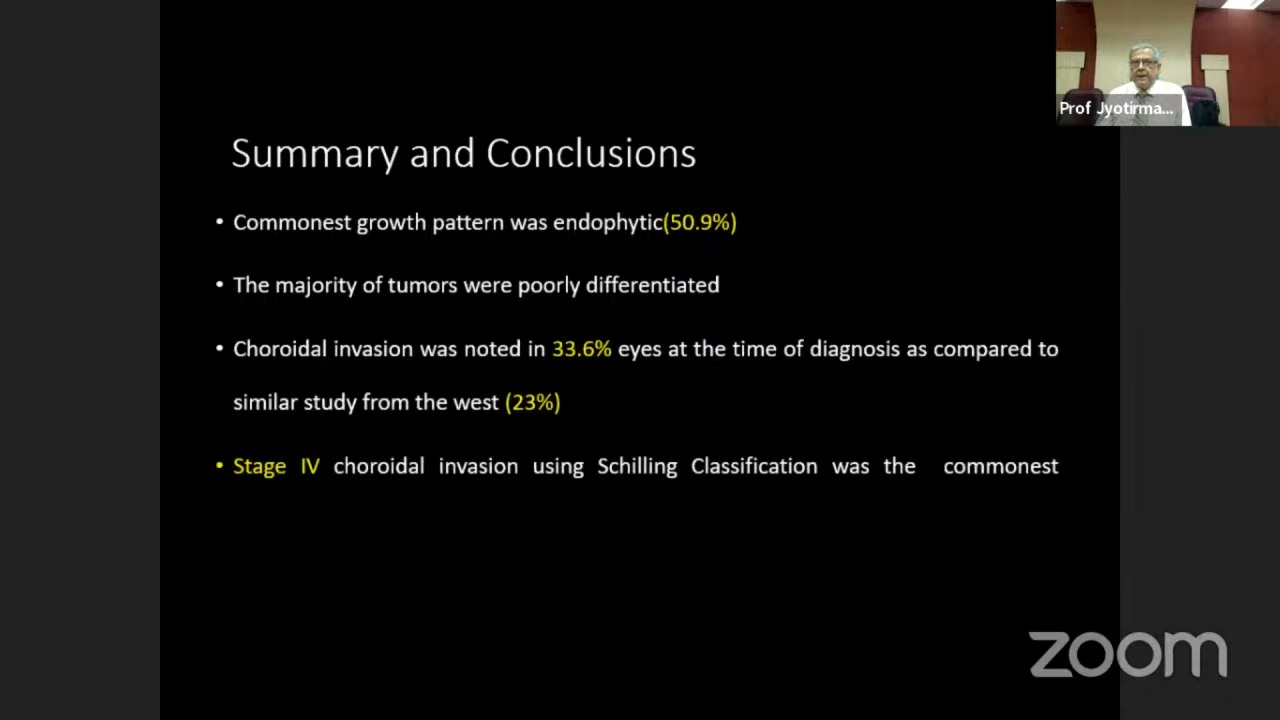 Prof Jyotirma...
Summary and Conclusions
• Commonest growth pattern was endophytic(50.9%)
• The majority of tumors were poorly differentiated
• Choroidal invasion was noted in 33.6% eyes at the time of diagnosis as compared to
similar study from the west (23%)
• Stage IV choroidal invasion using Schilling Classification was the commonest
zoom